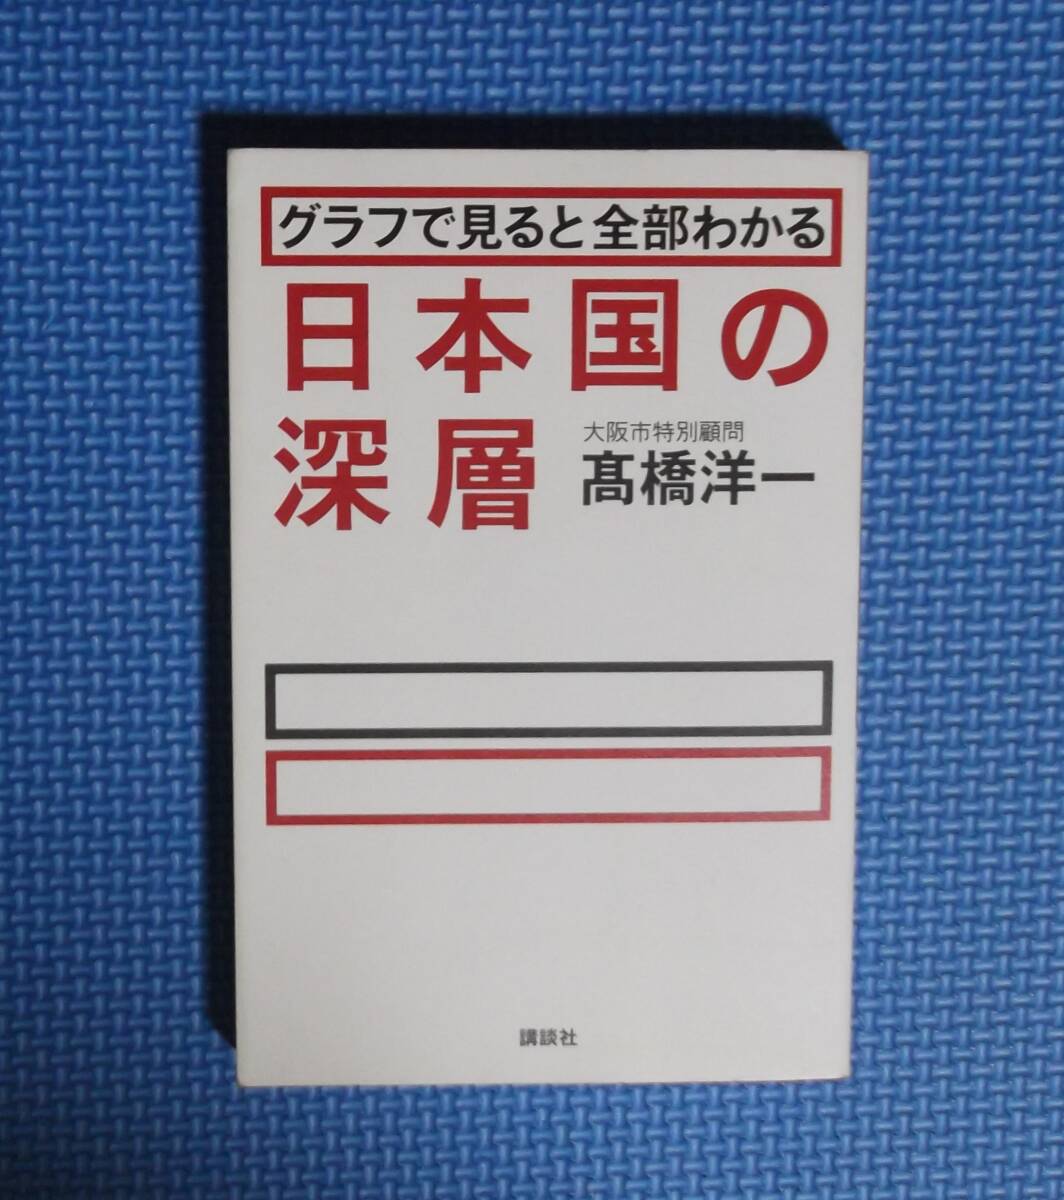 グラフで見ると全部わかる
日本国の
深層
大阪市特別顧問
髙橋洋一
講談社